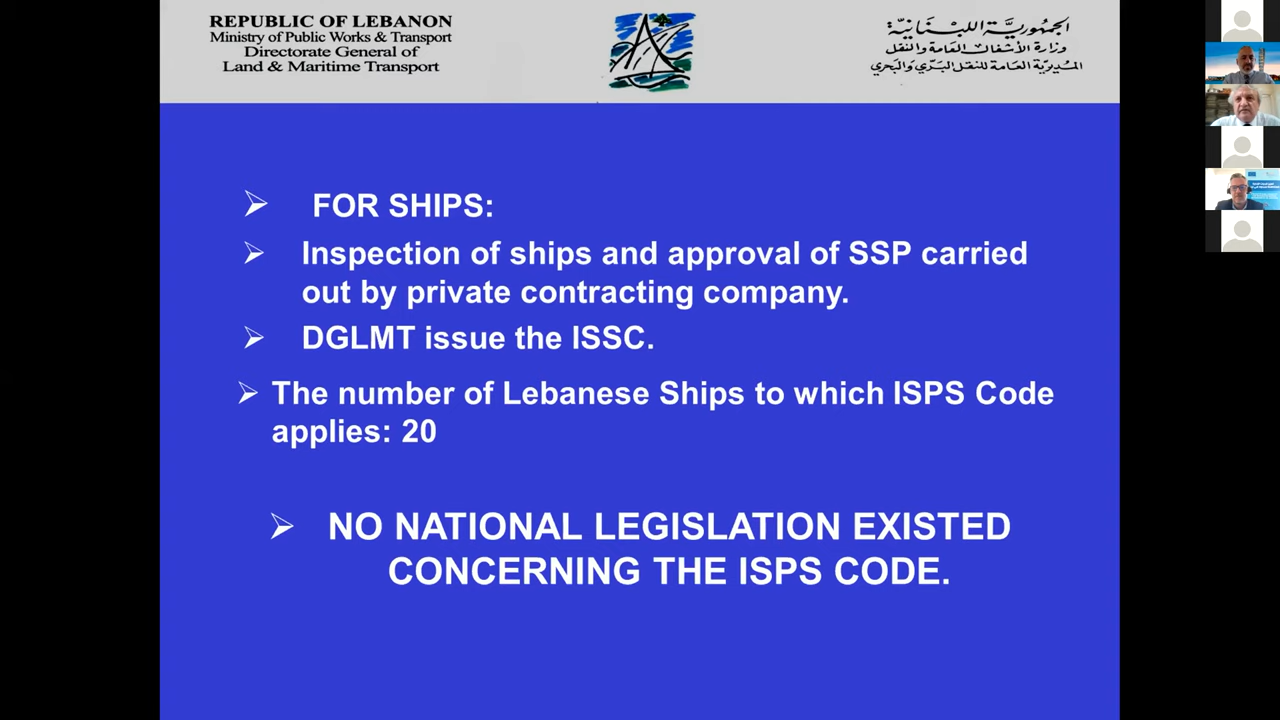 REPUBLIC OF LEBANON
Ministry of Public Works & Transport
Directorate General of
Land & Maritime Transport
الجمهوريَّة اللبْنَانيَّة
وزارة الأشغال العامة والنقل
المديرية العامة للنقل البري والبحري
FOR SHIPS:
Inspection of ships and approval of SSP carried
out by private contracting company.
DGLMT issue the ISSC.
The number of Lebanese Ships to which ISPS Code
applies: 20
NO NATIONAL LEGISLATION EXISTED
CONCERNING THE ISPS CODE.